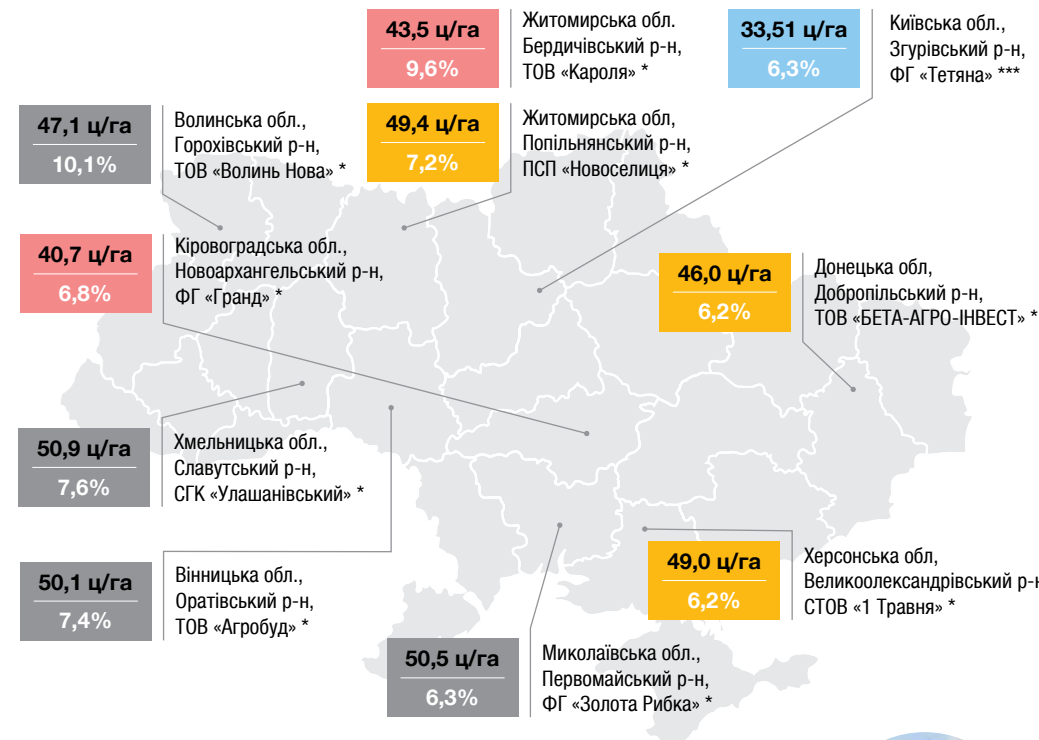 43,5 ц/га
9,6%
Житомирська обл.
Бердичівський р-н,
ТОВ «Кароля» *
33,51 ц/га
6,3%
Київська обл.,
Згурівський р-н,
ФГ «Тетяна» ***
47,1 ц/га
10,1%
Волинська обл.,
Горохівський р-н,
ТОВ «Волинь Нова» *
49,4 ц/га
7,2%
Житомирська обл,
Попільнянський р-н,
ПСП «Новоселиця» *
40,7 ц/га
6,8%
Кіровоградська обл.,
Новоархангельський р-н,
ФГ «Гранд» *
46,0 ц/га
6,2%
Донецька обл,
Добропільський р-н,
ТОВ «БЕТА-АГРО-ІНВЕСТ» *
50,9 ц/га
7,6%
Хмельницька обл.,
Славутський р-н,
СГК «Улашанівський» *
50,1 ц/га
7,4%
Вінницька обл.,
Оратівський р-н,
ТОВ «Агробуд» *
49,0 ц/га
6,2%
Херсонська обл,
Великоолександрівський р-н
СТОВ «1 Травня» *
50,5 ц/га
6,3%
Миколаївська обл.,
Первомайський р-н,
ФГ «Золота Рибка» *